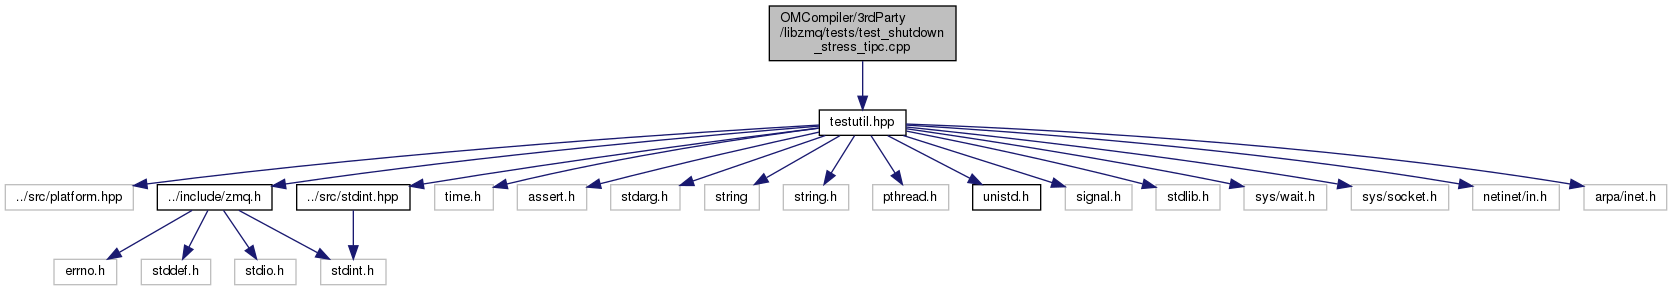 OMCompiler/3rdParty
/libzmq/tests/test_shutdown
_stress_tipc.cpp
testutil.hpp
../src/platform.hpp
../include/zmq.h
../src/stdint.hpp
time.h
assert.h
stdarg.h
string
string.h
pthread.h
unistd.h
signal.h
stdlib.h
sys/wait.h
sys/socket.h
netinet/in.h
arpa/inet.h
errno.h
stddef.h
stdio.h
stdint.h